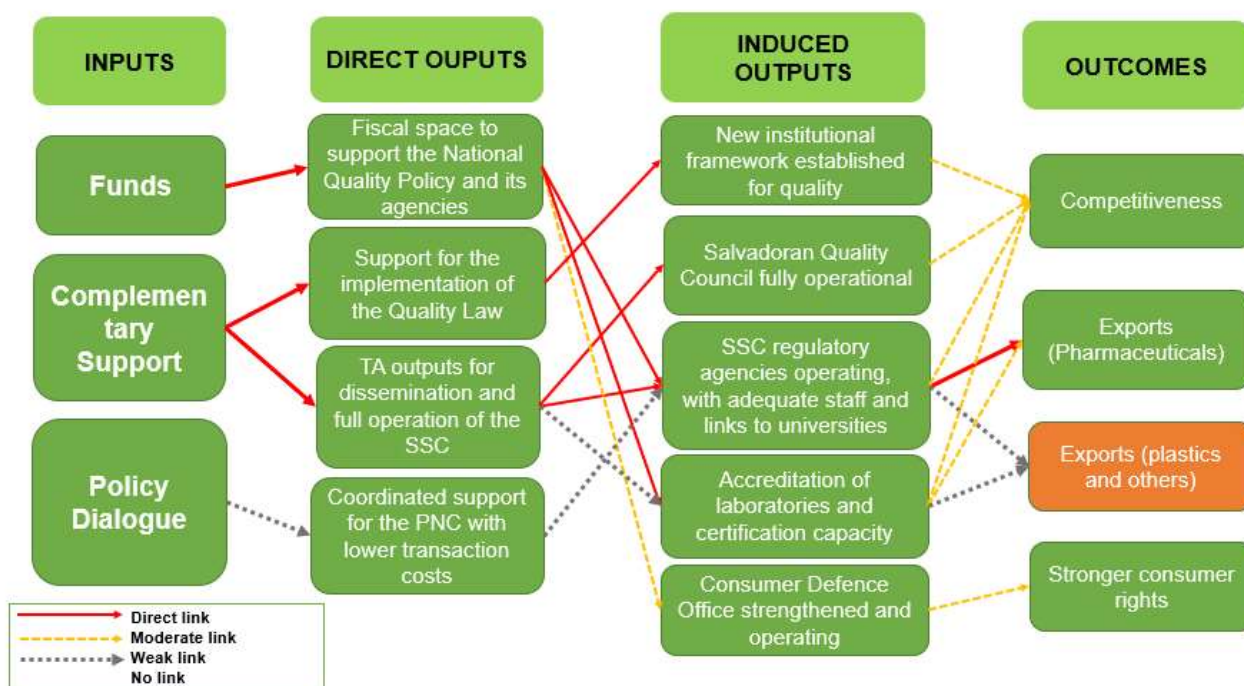 INPUTS
DIRECT OUPUTS
INDUCED
OUTPUTS
OUTCOMES
Funds
Complemen
tary
Support
Policy
Dialogue
Fiscal space to
support the National
Quality Policy and its
agencies
Support for the
implementation of
the Quality Law
TA outputs for
dissemination and
full operation of the
SSC
Coordinated support
for the PNC with
lower transaction
costs
New institutional
framework established
for quality
Salvadoran Quality
Council fully operational
SSC regulatory
agencies operating,
with adequate staff and
links to universities
Accreditation of
laboratories and
certification capacity
Consumer Defence
Office strengthened and
operating
Competitiveness
Exports
(Pharmaceuticals)
Exports (plastics
and others)
Stronger consumer
rights
Direct link
Moderate link
Weak link
No link